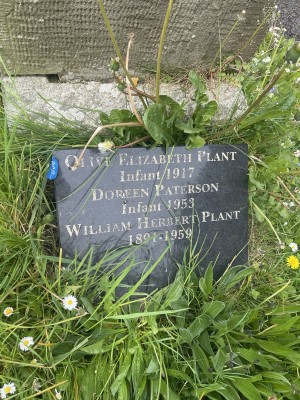 Olive Elizabeth Plant
Infant 1917
Doreen Paterson
Infant 1953
William Herbert Plant
1891-1959